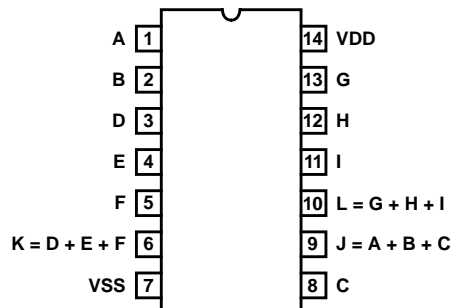 A 1 14 VDD
B 2 13 G
D 3 12 H
E 4 11 I
F 5 10 L = G + H + I
K = D + E + F 6 9 J = A + B + C
VSS 7 8 C